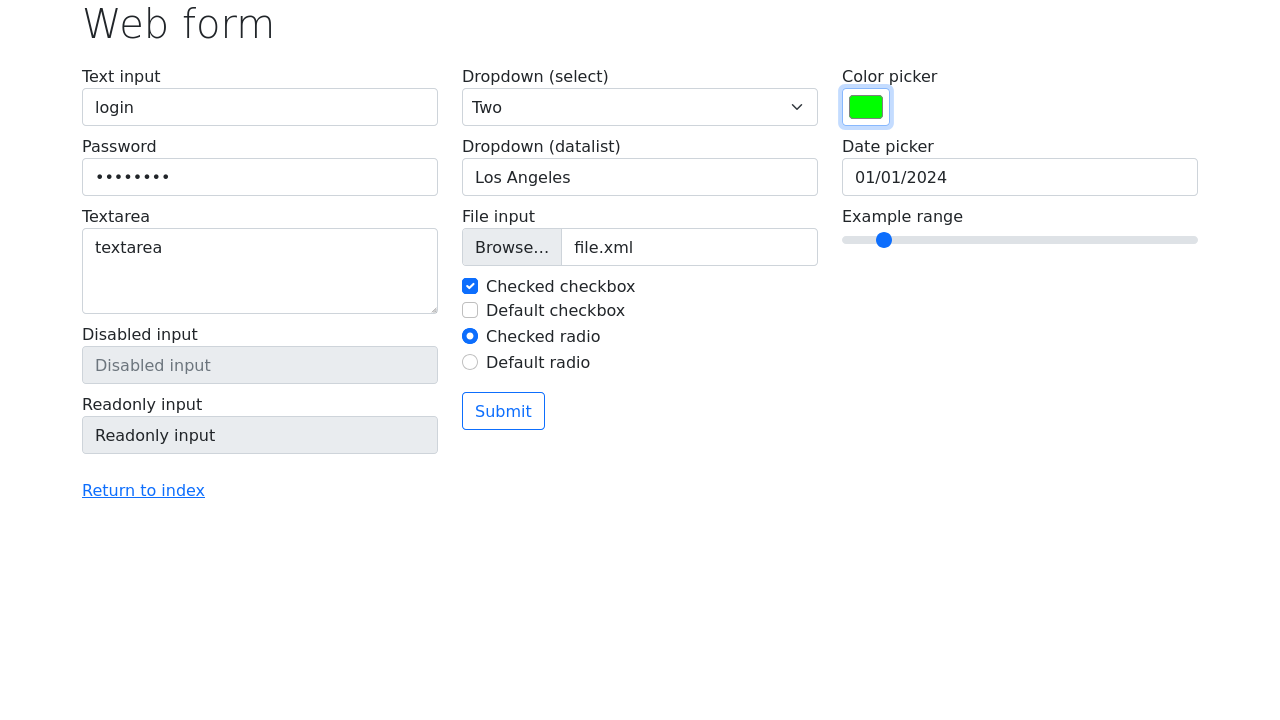 Web form
Text input
login
Password
••••••••
Textarea
textarea
Disabled input
Disabled input
Readonly input
Readonly input
Return to index
Dropdown (select)
Two
Dropdown (datalist)
Los Angeles
File input
Browse... file.xml
Checked checkbox
Default checkbox
Checked radio
Default radio
Submit
Color picker
Date picker
01/01/2024
Example range